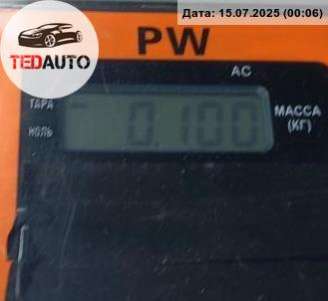 Дата: 15.07.2025 (00:06)
TEDAUTO
PW
AC
ТАРА
0.100
МАССА
(КГ)
НОЛЬ